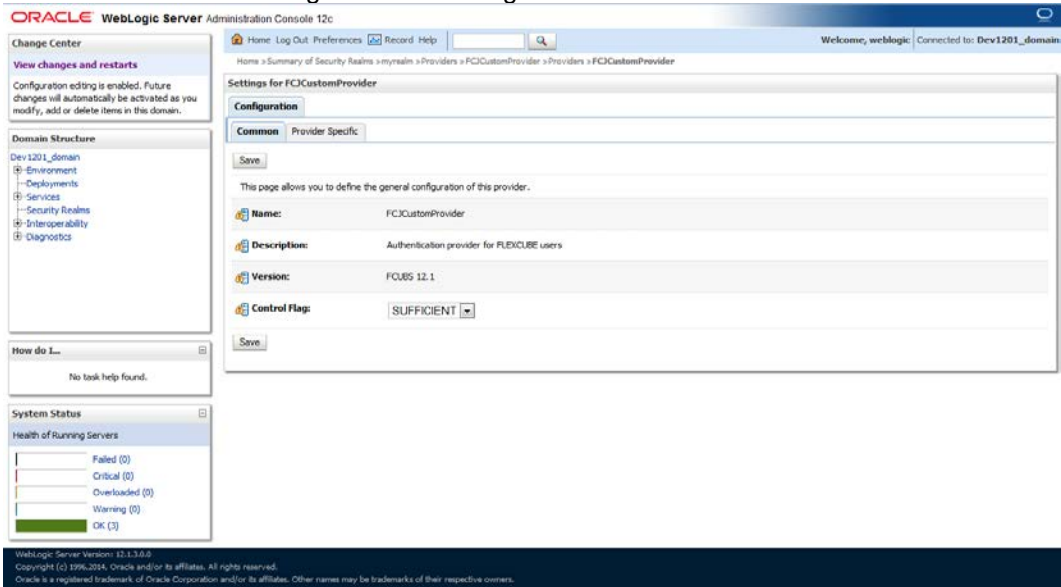 ORACLE WebLogic Server Administration Console 12c
Change Center
View changes and restarts
Configuration editing is enabled. Future
changes will automatically be activated as you
modify, add or delete items in this domain.
Domain Structure
Dev1201_domain
Environment
Deployments
Services
Security Realms
Interoperability
Diagnostics
How do I...
No task help found.
System Status
Health of Running Servers
Failed (0)
Critical (0)
Overloaded (0)
Warning (0)
OK (3)
Home Log Out Preferences Record Help
Welcome, weblogic Connected to: Dev1201_domain
Home >Summary of Security Realms >myrealm >Providers >FCJCustomProvider >Providers >FCJCustomProvider
Settings for FCJCustomProvider
Configuration
Common Provider Specific
Save
This page allows you to define the general configuration of this provider.
Name: FCJCustomProvider
Description: Authentication provider for FLEXCUBE users
Version: FCUBS 12.1
Control Flag: SUFFICIENT
Save
WebLogic Server Version: 12.1.3.0.0
Copyright (c) 1996,2014, Oracle and/or its affiliates. All rights reserved.
Oracle is a registered trademark of Oracle Corporation and/or its affiliates. Other names may be trademarks of their respective owners.